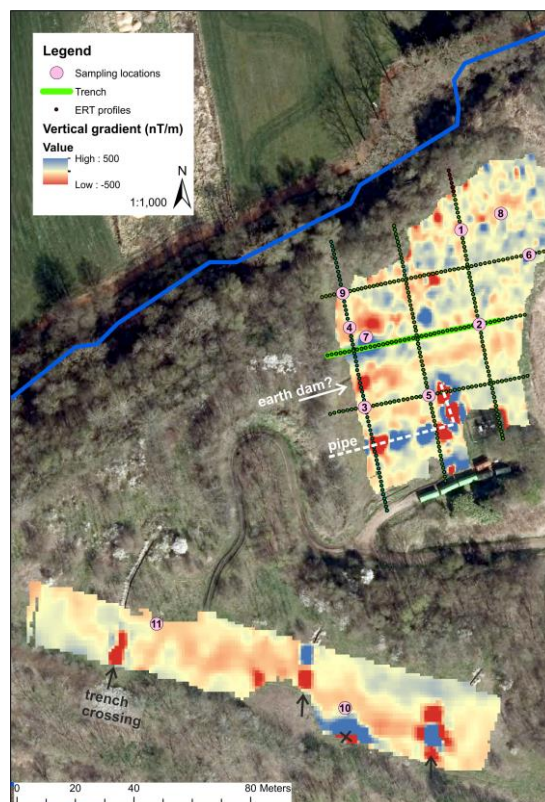 Legend
Sampling locations
Trench
ERT profiles
Vertical gradient (nT/m)
Value
High : 500
Low : -500
N
1:1,000
8
1
6
9
4
7
2
earth dam?
3
5
pipe
11
trench
crossing
10
0 20 40 80 Meters